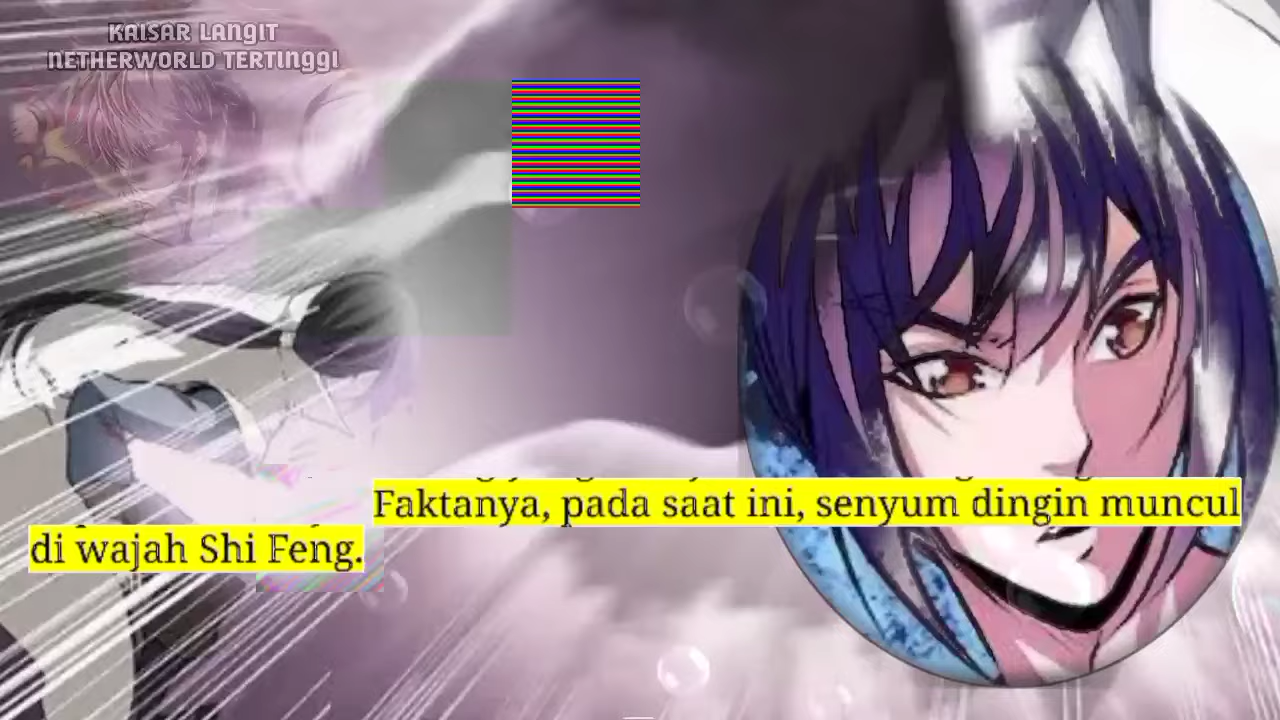 KAISAR LANGIT
NETHERWORLD TERTINGGI
Faktanya, pada saat ini, senyum dingin muncul
di wajah Shi Feng.